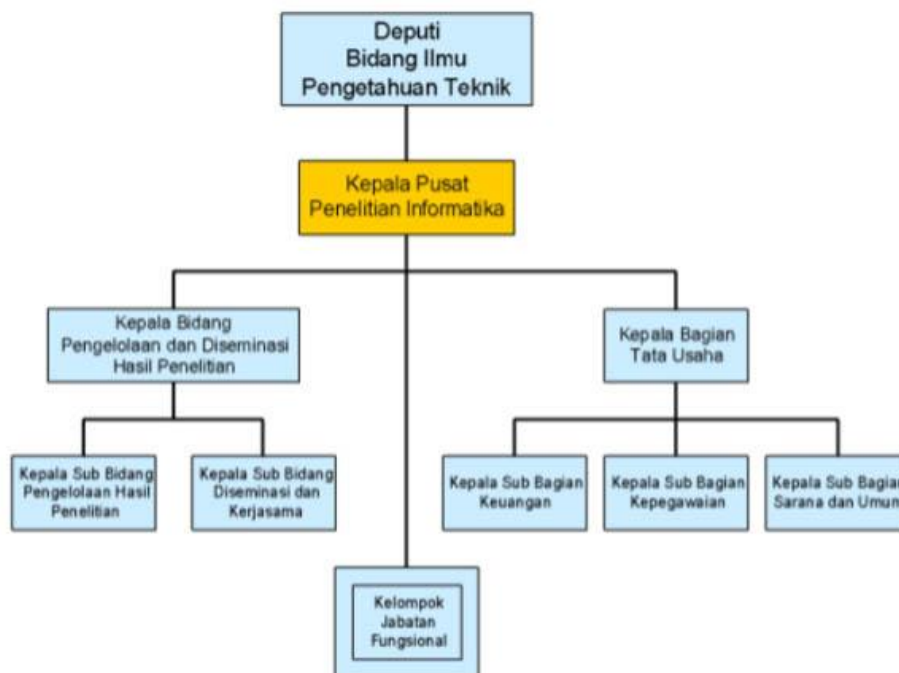 Deputi
Bidang Ilmu
Pengetahuan Teknik
Kepala Pusat
Penelitian Informatika
Kepala Bidang
Pengelolaan dan Diseminasi
Hasil Penelitian
Kepala Bagian
Tata Usaha
Kepala Sub Bidang
Pengelolaan Hasil
Penelitian
Kepala Sub Bidang
Diseminasi dan
Kerjasama
Kepala Sub Bagian
Keuangan
Kepala Sub Bagian
Kepegawaian
Kepala Sub Bagian
Sarana dan Umum
Kelompok
Jabatan
Fungsional